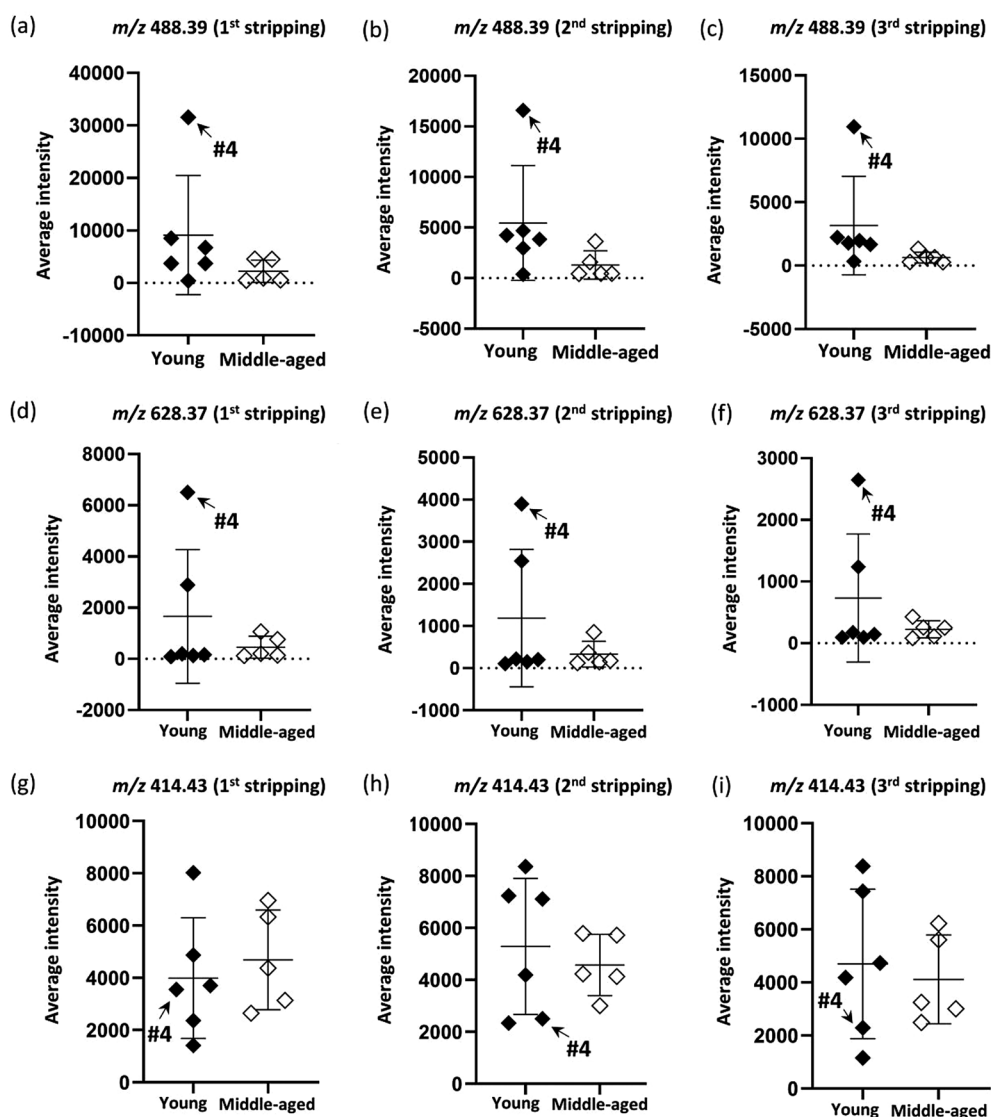 (a) m/z 488.39 (1st stripping)
Average intensity
40000
30000
20000
10000
0
-10000
#4
Young Middle-aged
(b) m/z 488.39 (2nd stripping)
Average intensity
20000
15000
10000
5000
0
-5000
#4
Young Middle-aged
(c) m/z 488.39 (3rd stripping)
Average intensity
15000
10000
5000
0
-5000
#4
Young Middle-aged
(d) m/z 628.37 (1st stripping)
Average intensity
8000
6000
4000
2000
0
-2000
#4
Young Middle-aged
(e) m/z 628.37 (2nd stripping)
Average intensity
5000
4000
3000
2000
1000
0
-1000
#4
Young Middle-aged
(f) m/z 628.37 (3rd stripping)
Average intensity
3000
2000
1000
0
-1000
#4
Young Middle-aged
(g) m/z 414.43 (1st stripping)
Average intensity
10000
8000
6000
4000
2000
0
#4
Young Middle-aged
(h) m/z 414.43 (2nd stripping)
Average intensity
10000
8000
6000
4000
2000
0
#4
Young Middle-aged
(i) m/z 414.43 (3rd stripping)
Average intensity
10000
8000
6000
4000
2000
0
#4
Young Middle-aged